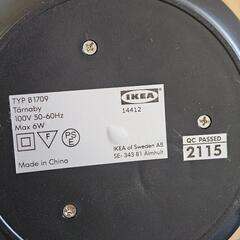 TYP B1709
Tärnaby
100V 50-60Hz
Max 6W
F
PS
E
Made in China
IKEA
14412
IKEA of Sweden AB
SE- 343 81 Älmhult
QC PASSED
2115